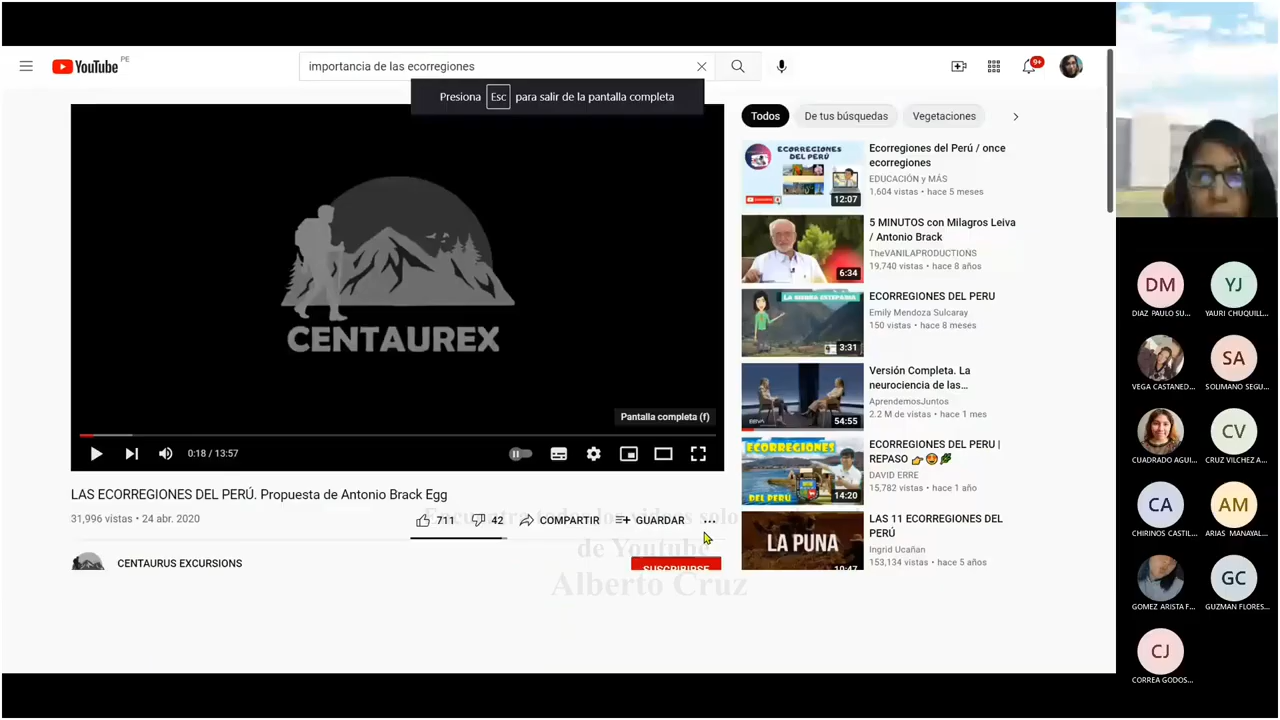 YouTube
PE
importancia de las ecorregiones
9+
Presiona Esc para salir de la pantalla completa
CENTAUREX
Pantalla completa (f)
0:18 / 13:57
LAS ECORREGIONES DEL PERÚ. Propuesta de Antonio Brack Egg
31,996 vistas • 24 abr. 2020
711
42
COMPARTIR
GUARDAR
de Youtube
Alberto Cruz
CENTAURUS EXCURSIONS
SUSCRIBIRSE
Todos
De tus búsquedas
Vegetaciones
ECORREGIONES
DEL PERÚ
12:07
Ecorregiones del Perú / once
ecorregiones
EDUCACIÓN y MÁS
1,604 vistas • hace 5 meses
6:34
5 MINUTOS con Milagros Leiva
/ Antonio Brack
TheVANILAPRODUCTIONS
19,740 vistas • hace 8 años
LA SIERRA ESTEPARIA
3:31
ECORREGIONES DEL PERU
Emily Mendoza Sulcaray
150 vistas • hace 8 meses
BBVA
54:55
Versión Completa. La
neurociencia de las...
AprendemosJuntos
2.2 M de vistas • hace 1 mes
ECORREGIONES
DEL PERÚ
14:20
ECORREGIONES DEL PERU |
REPASO 👉🤩🌿
DAVID ERRE
15,782 vistas • hace 1 año
LA PUNA
10:47
LAS 11 ECORREGIONES DEL
PERÚ
Ingrid Ucañan
153,134 vistas • hace 5 años
DM
DIAZ PAULO SU...
YJ
YAURI CHUQUILL...
VEGA CASTANED...
SA
SOLIMANO SEGU...
CUADRADO AGUI...
CV
CRUZ VILCHEZ A...
CA
CHIRINOS CASTIL...
AM
ARIAS MANAYAL...
GOMEZ ARISTA F...
GC
GUZMAN FLORES...
CJ
CORREA GODOS...